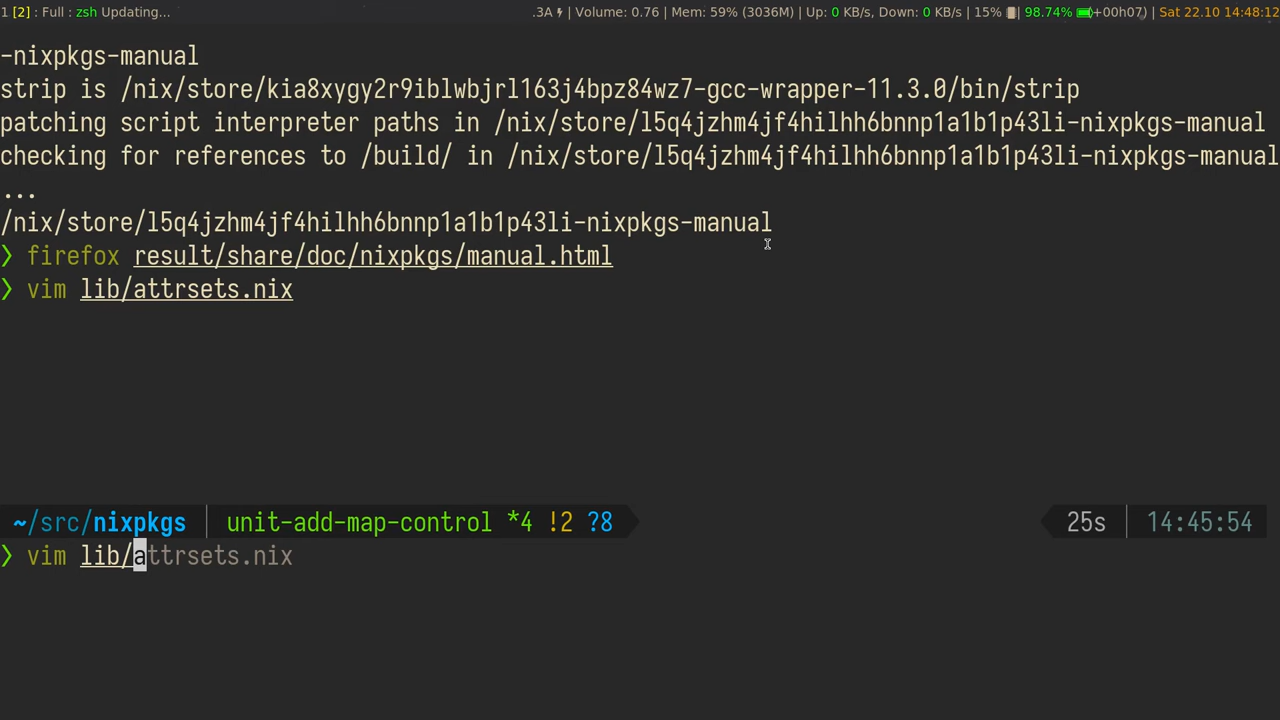 1 [2] : Full : zsh Updating... .3A | Volume: 0.76 | Mem: 59% (3036M) | Up: 0 KB/s, Down: 0 KB/s | 15% | 98.74% (+00h07) | Sat 22.10 14:48:12
-nixpkgs-manual
strip is /nix/store/kia8xygy2r9iblwbjrl163j4bpz84wz7-gcc-wrapper-11.3.0/bin/strip
patching script interpreter paths in /nix/store/l5q4jzhm4jf4hilhh6bnnp1a1b1p43li-nixpkgs-manual
checking for references to /build/ in /nix/store/l5q4jzhm4jf4hilhh6bnnp1a1b1p43li-nixpkgs-manual
...
/nix/store/l5q4jzhm4jf4hilhh6bnnp1a1b1p43li-nixpkgs-manual
❯ firefox result/share/doc/nixpkgs/manual.html
❯ vim lib/attrsets.nix
~/src/nixpkgs unit-add-map-control *4 !2 ?8 25s 14:45:54
❯ vim lib/attrsets.nix